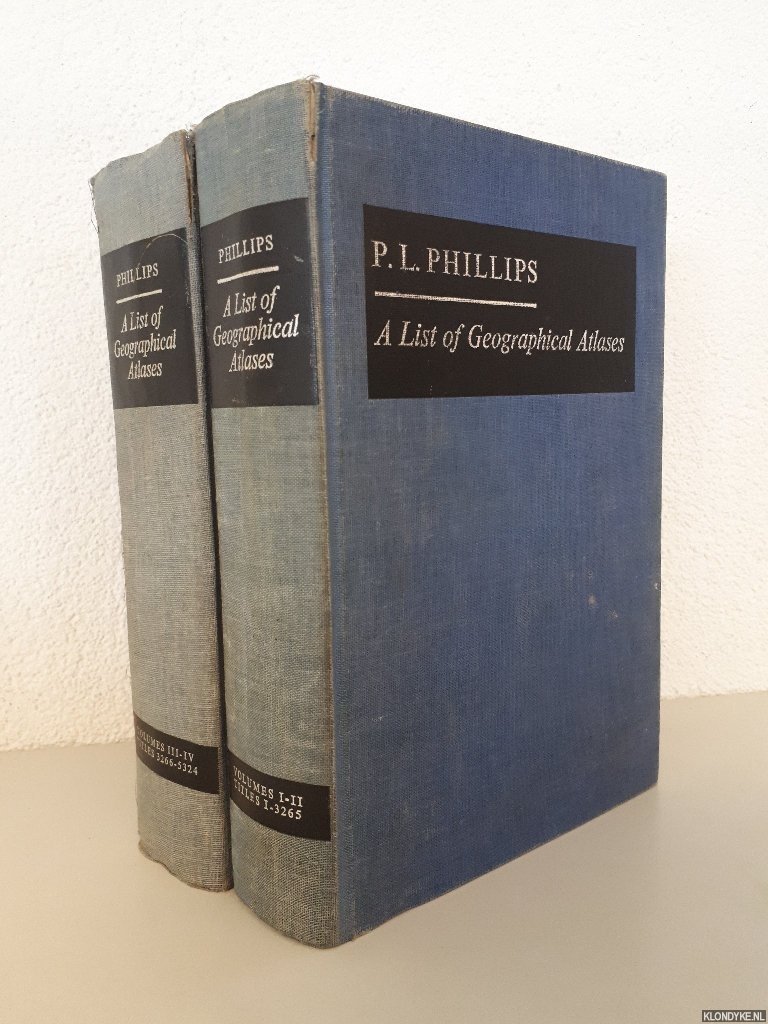 PHILLIPS
A List of
Geographical
Atlases
VOLUMES III-IV
TITLES 3266-5324
PHILLIPS
A List of
Geographical
Atlases
VOLUMES I-II
TITLES I-3265
P. L. PHILLIPS
A List of Geographical Atlases
KLONDYKE.NL